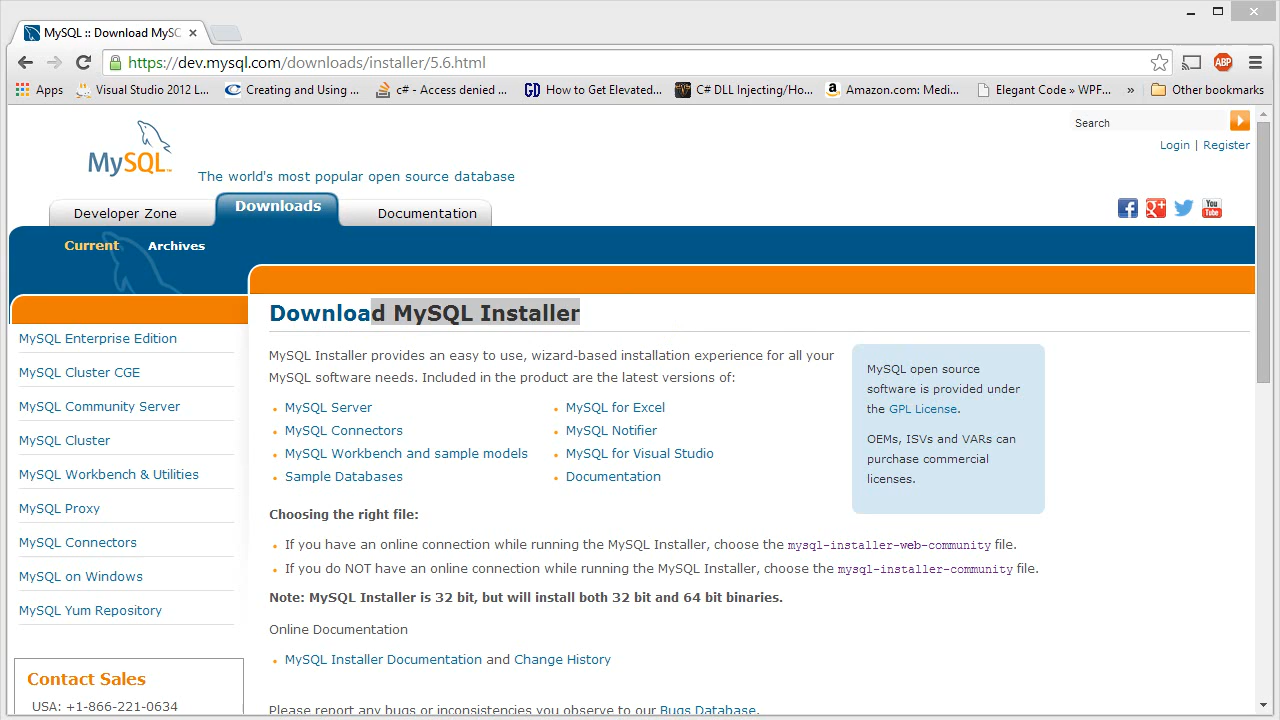 MySQL :: Download MySC
https://dev.mysql.com/downloads/installer/5.6.html
ABP
Apps
Visual Studio 2012 L...
Creating and Using ...
c# - Access denied ...
How to Get Elevated...
C# DLL Injecting/Ho...
Amazon.com: Medi...
Elegant Code » WPF...
»
Other bookmarks
Search
Login | Register
MySQL™
The world's most popular open source database
Developer Zone
Downloads
Documentation
You Tube
Current
Archives
Download MySQL Installer
MySQL Enterprise Edition
MySQL Cluster CGE
MySQL Community Server
MySQL Cluster
MySQL Workbench & Utilities
MySQL Proxy
MySQL Connectors
MySQL on Windows
MySQL Yum Repository
Contact Sales
USA: +1-866-221-0634
MySQL Installer provides an easy to use, wizard-based installation experience for all your
MySQL software needs. Included in the product are the latest versions of:
MySQL Server
MySQL Connectors
MySQL Workbench and sample models
Sample Databases
MySQL for Excel
MySQL Notifier
MySQL for Visual Studio
Documentation
MySQL open source
software is provided under
the GPL License.
OEMs, ISVs and VARs can
purchase commercial
licenses.
Choosing the right file:
If you have an online connection while running the MySQL Installer, choose the mysql-installer-web-community file.
If you do NOT have an online connection while running the MySQL Installer, choose the mysql-installer-community file.
Note: MySQL Installer is 32 bit, but will install both 32 bit and 64 bit binaries.
Online Documentation
MySQL Installer Documentation and Change History
Please report any bugs or inconsistencies you observe to our Bugs Database.